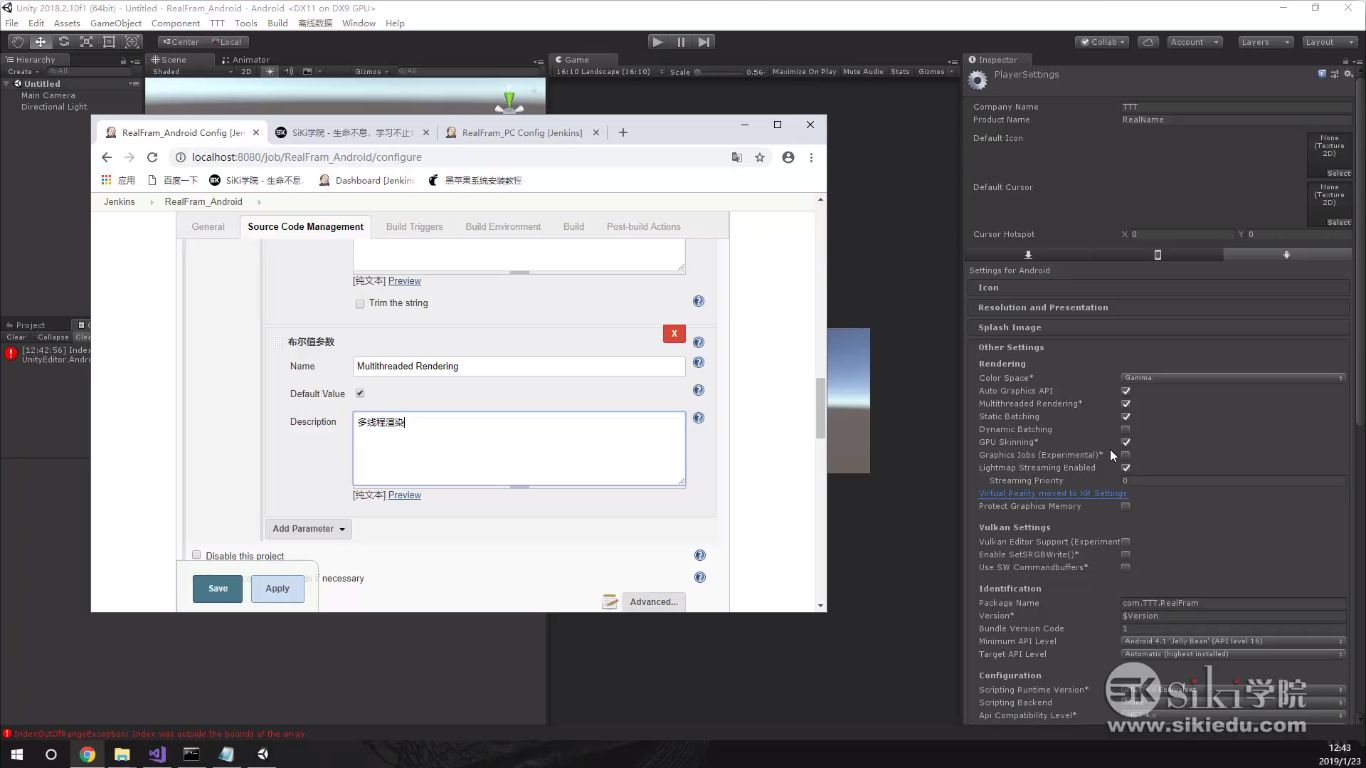 Unity 2018.2.10f1 (64bit) - Untitled - RealFram_Android - Android <DX11 on DX9 GPU>
File Edit Assets GameObject Component TTT Tools Build 离线数据 Window Help
Center Local Collab Account Layers Layout
Hierarchy Scene Animator Game Inspector
Create All Shaded 2D Gizmos All 16:10 Landscape (16:10) Scale 0.56 Maximize On Play Mute Audio Stats Gizmos
Untitled
Main Camera
Directional Light
Project
Clear Collapse Clea
[12:42:56] Index
UnityEditor.Andro
RealFram_Android Config [Jen SiKi学院 - 生命不息，学习不止 RealFram_PC Config [Jenkins]
localhost:8080/job/RealFram_Android/configure
应用 百度一下 SiKi学院 - 生命不息 Dashboard [Jenkins 黑苹果系统安装教程
Jenkins RealFram_Android
General Source Code Management Build Triggers Build Environment Build Post-build Actions
[纯文本] Preview
Trim the string
X
布尔值参数
Name Multithreaded Rendering
Default Value
Description 多线程渲染
[纯文本] Preview
Add Parameter
Disable this project
if necessary
Save Apply
Advanced...
PlayerSettings
Company Name TTT
Product Name RealName
Default Icon None (Texture 2D)
Select
Default Cursor None (Texture 2D)
Select
Cursor Hotspot X 0 Y 0
Settings for Android
Icon
Resolution and Presentation
Splash Image
Other Settings
Rendering
Color Space* Gamma
Auto Graphics API
Multithreaded Rendering*
Static Batching
Dynamic Batching
GPU Skinning*
Graphics Jobs (Experimental)*
Lightmap Streaming Enabled
Streaming Priority 0
Virtual Reality moved to XR Settings
Protect Graphics Memory
Vulkan Settings
Vulkan Editor Support (Experiment
Enable SetSRGBWrite()*
Use SW Commandbuffers*
Identification
Package Name com.TTT.RealFram
Version* $Version
Bundle Version Code 1
Minimum API Level Android 4.1 'Jelly Bean' (API level 16)
Target API Level Automatic (highest installed)
Configuration
Scripting Runtime Version*
Scripting Backend
Api Compatibility Level*
SiKi学院
www.sikiedu.com
IndexOutOfRangeException: Index was outside the bounds of the array.
12:43
2019/1/23